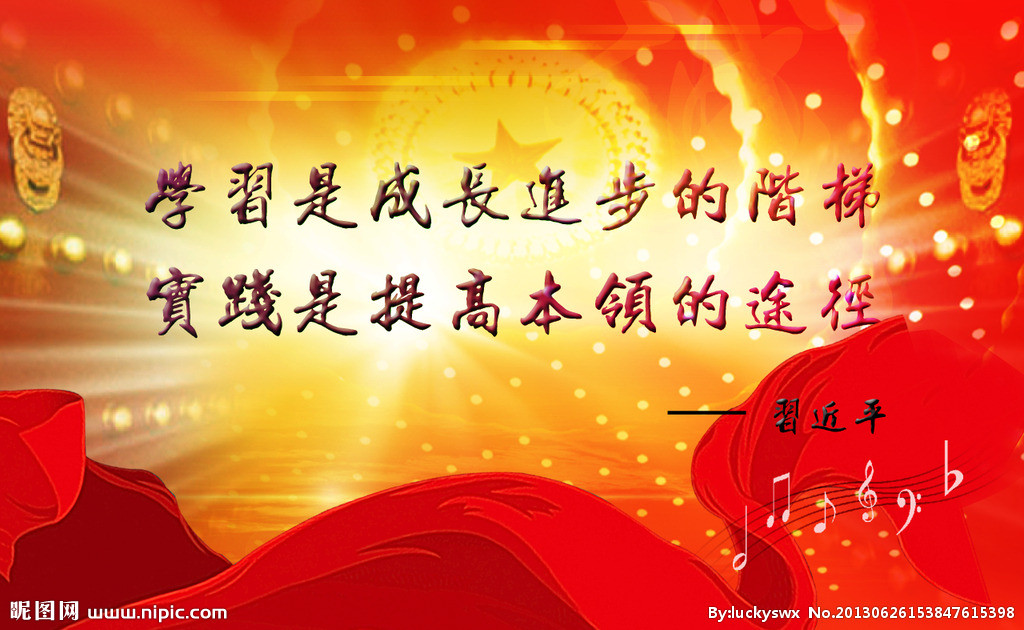 學習是成長進步的階梯
實踐是提高本領的途徑
—— 習近平
昵图网 www.nipic.com
By:luckyswx No.20130626153847615398